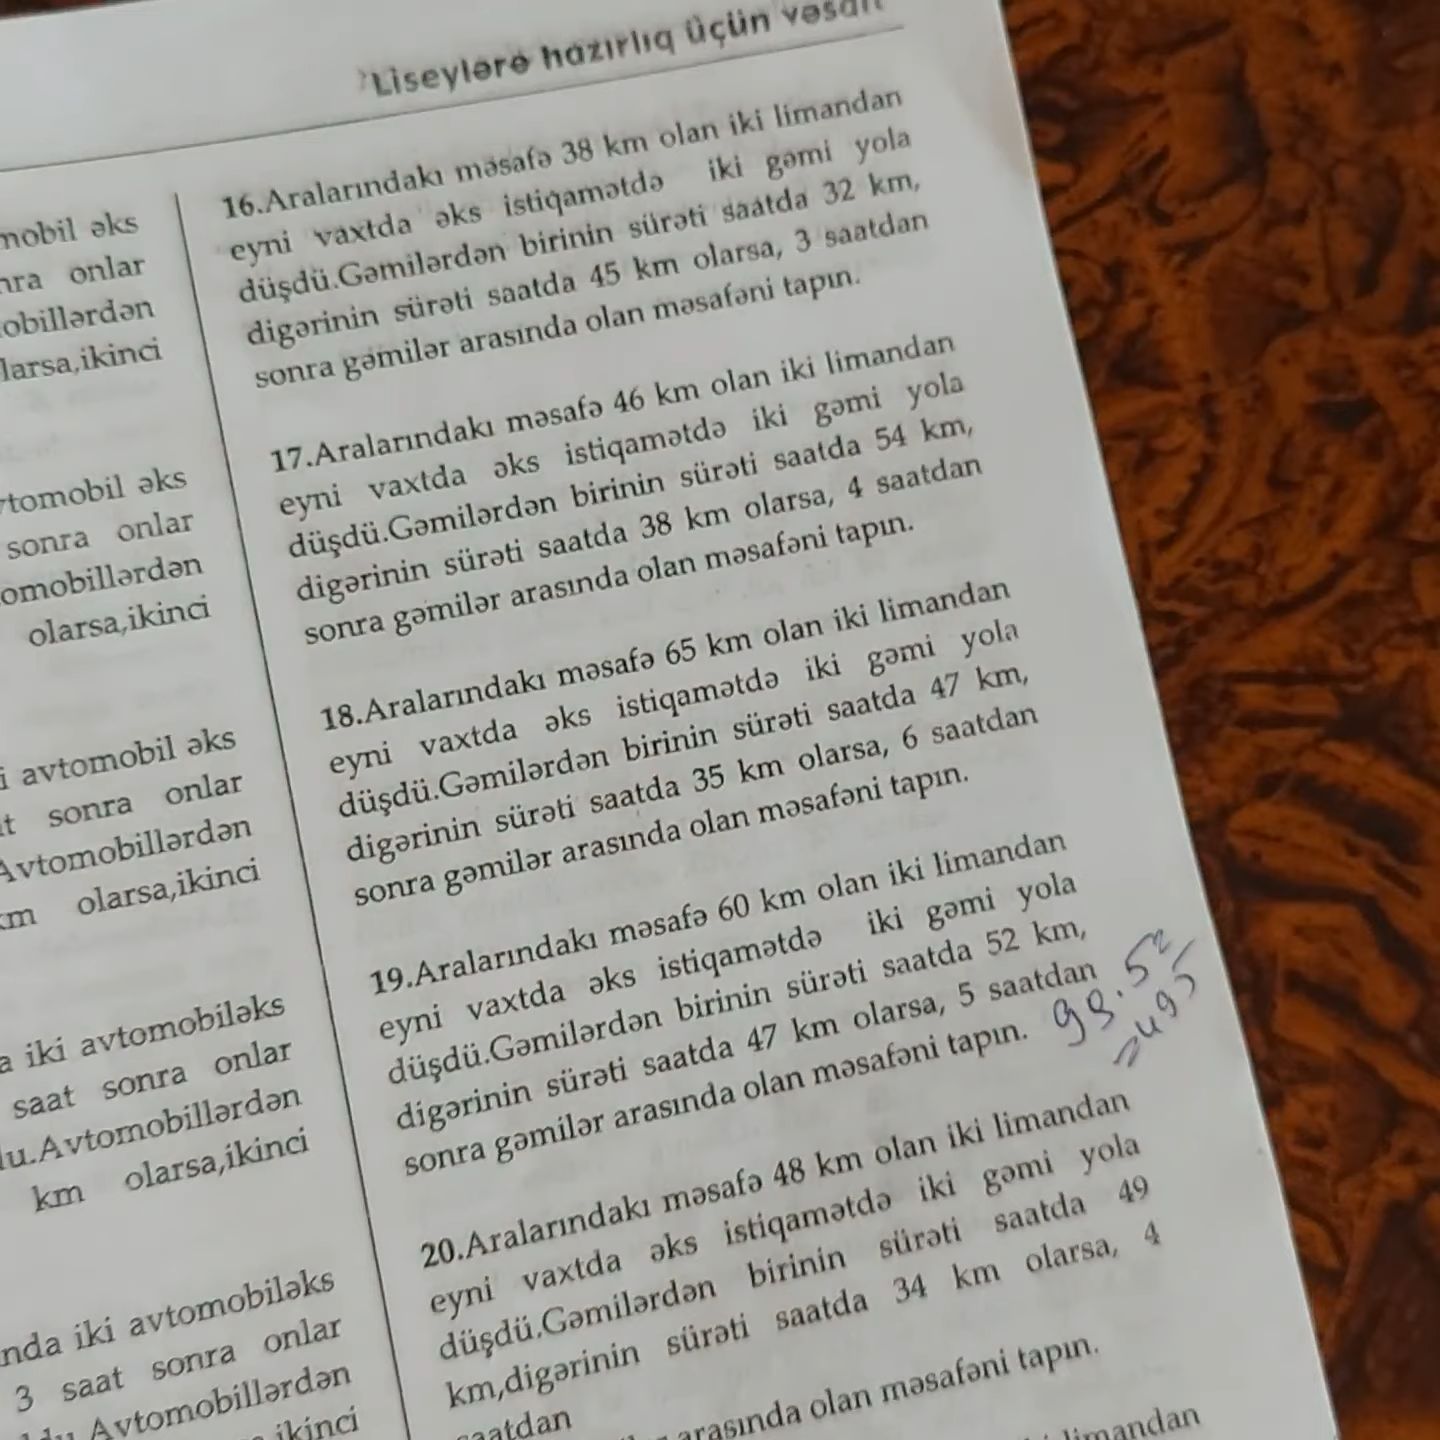 Liseylərə hazırlıq üçün vəsait
mobil əks
onlar
larsa,ikinci
əks
sonra onlar
olarsa,ikinci
i avtomobil əks
sonra onlar
Avtomobillərdən
olarsa,ikinci
iki avtomobiləks
saat sonra onlar
Avtomobillərdən
km olarsa,ikinci
iki avtomobiləks
3 saat sonra onlar
Avtomobillərdən
ikinci
16.Aralarındakı məsafə 38 km olan iki limandan
eyni vaxtda əks istiqamətdə iki gəmi yola
düşdü.Gəmilərdən birinin sürəti saatda 32 km,
digərinin sürəti saatda 45 km olarsa, 3 saatdan
sonra gəmilər arasında olan məsafəni tapın.
17.Aralarındakı məsafə 46 km olan iki limandan
eyni vaxtda əks istiqamətdə iki gəmi yola
düşdü.Gəmilərdən birinin sürəti saatda 54 km,
digərinin sürəti saatda 38 km olarsa, 4 saatdan
sonra gəmilər arasında olan məsafəni tapın.
18.Aralarındakı məsafə 65 km olan iki limandan
eyni vaxtda əks istiqamətdə iki gəmi yola
düşdü.Gəmilərdən birinin sürəti saatda 47 km,
digərinin sürəti saatda 35 km olarsa, 6 saatdan
sonra gəmilər arasında olan məsafəni tapın.
19.Aralarındakı məsafə 60 km olan iki limandan
eyni vaxtda əks istiqamətdə iki gəmi yola
düşdü.Gəmilərdən birinin sürəti saatda 52 km,
digərinin sürəti saatda 47 km olarsa, 5 saatdan
sonra gəmilər arasında olan məsafəni tapın.
20.Aralarındakı məsafə 48 km olan iki limandan
eyni vaxtda əks istiqamətdə iki gəmi yola
düşdü.Gəmilərdən birinin sürəti saatda 49
km,digərinin sürəti saatda 34 km olarsa, 4
saatdan
arasında olan məsafəni tapın.
limandan